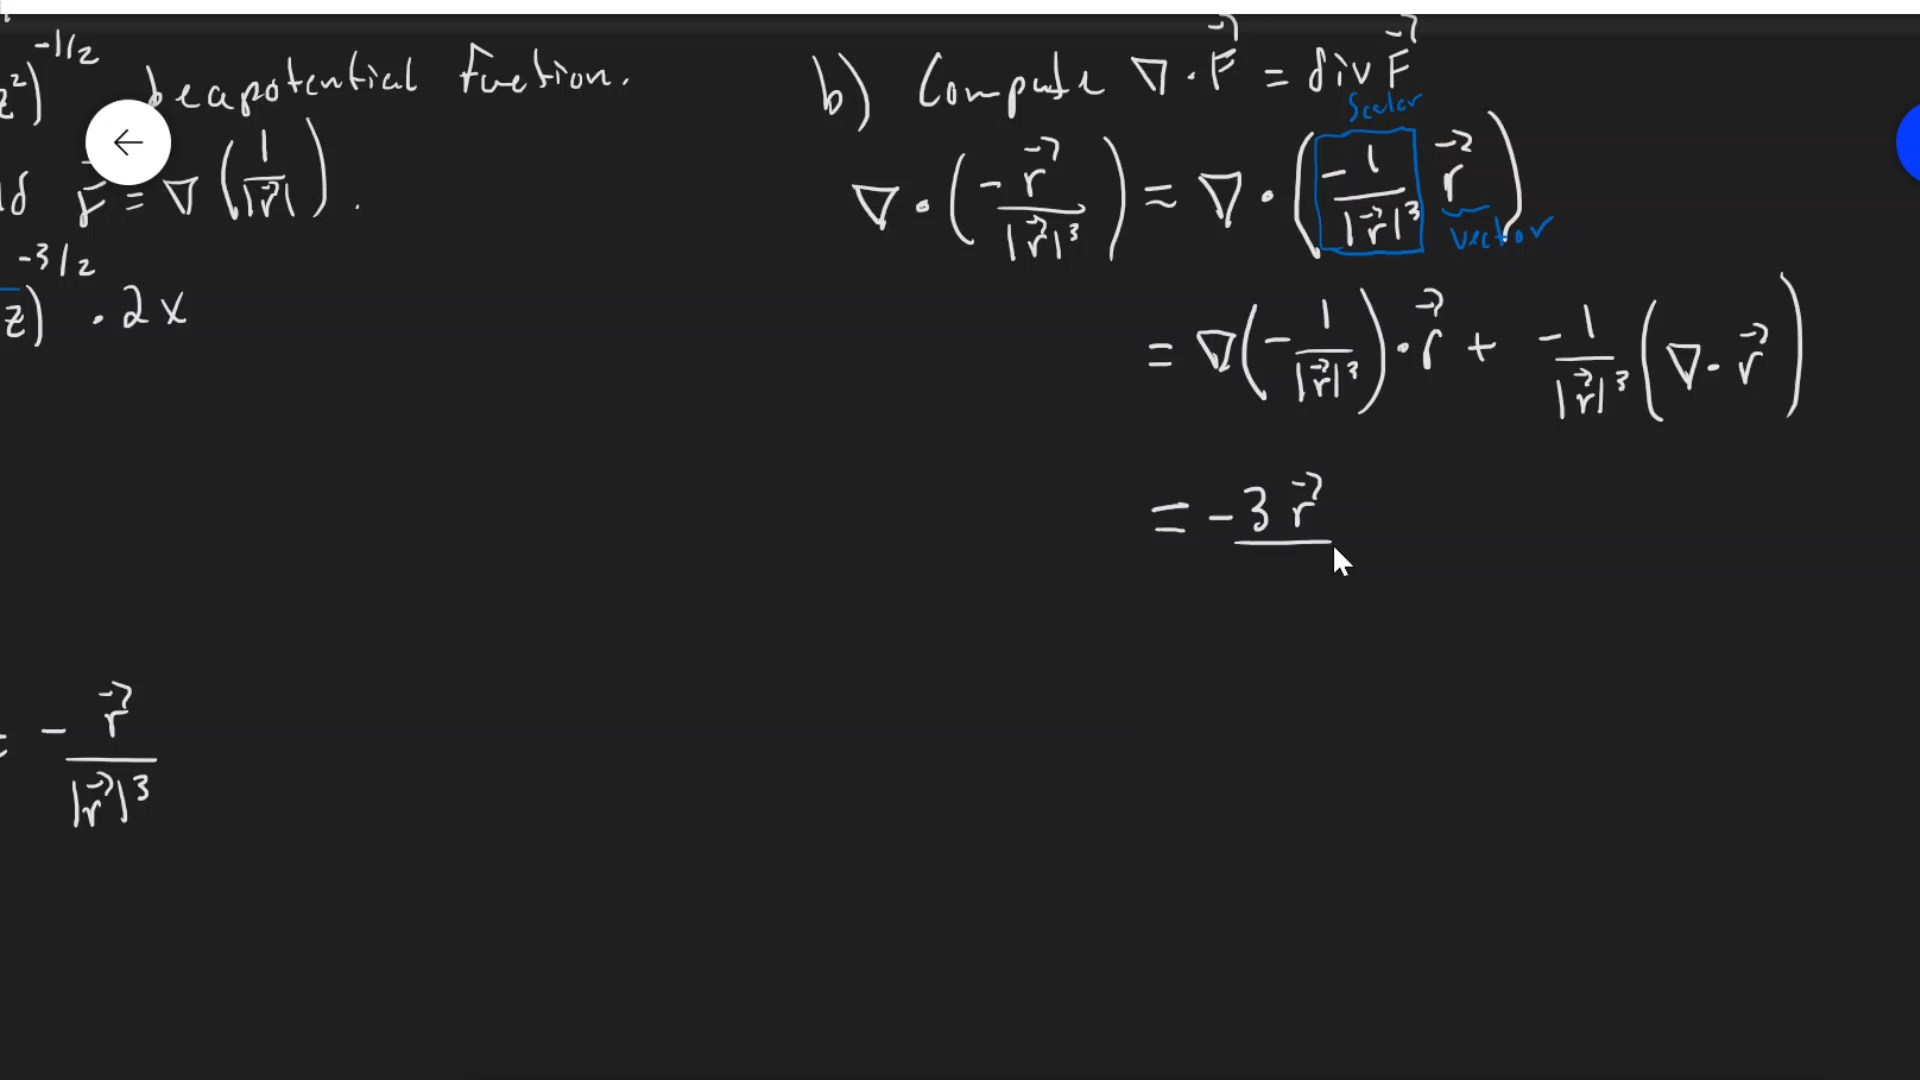 z²)^{-1/2} be a potential function.
F⃗ = ∇(1/|r⃗|).
z)^{-3/2} · 2x
= -r⃗/|r⃗|³
b) Compute ∇·F⃗ = div F⃗
Scalar
∇·(-r⃗/|r⃗|³) = ∇·(-1/|r⃗|³ r⃗)
vector
= ∇(-1/|r⃗|³)·r⃗ + -1/|r⃗|³ (∇·r⃗)
= -3 r⃗